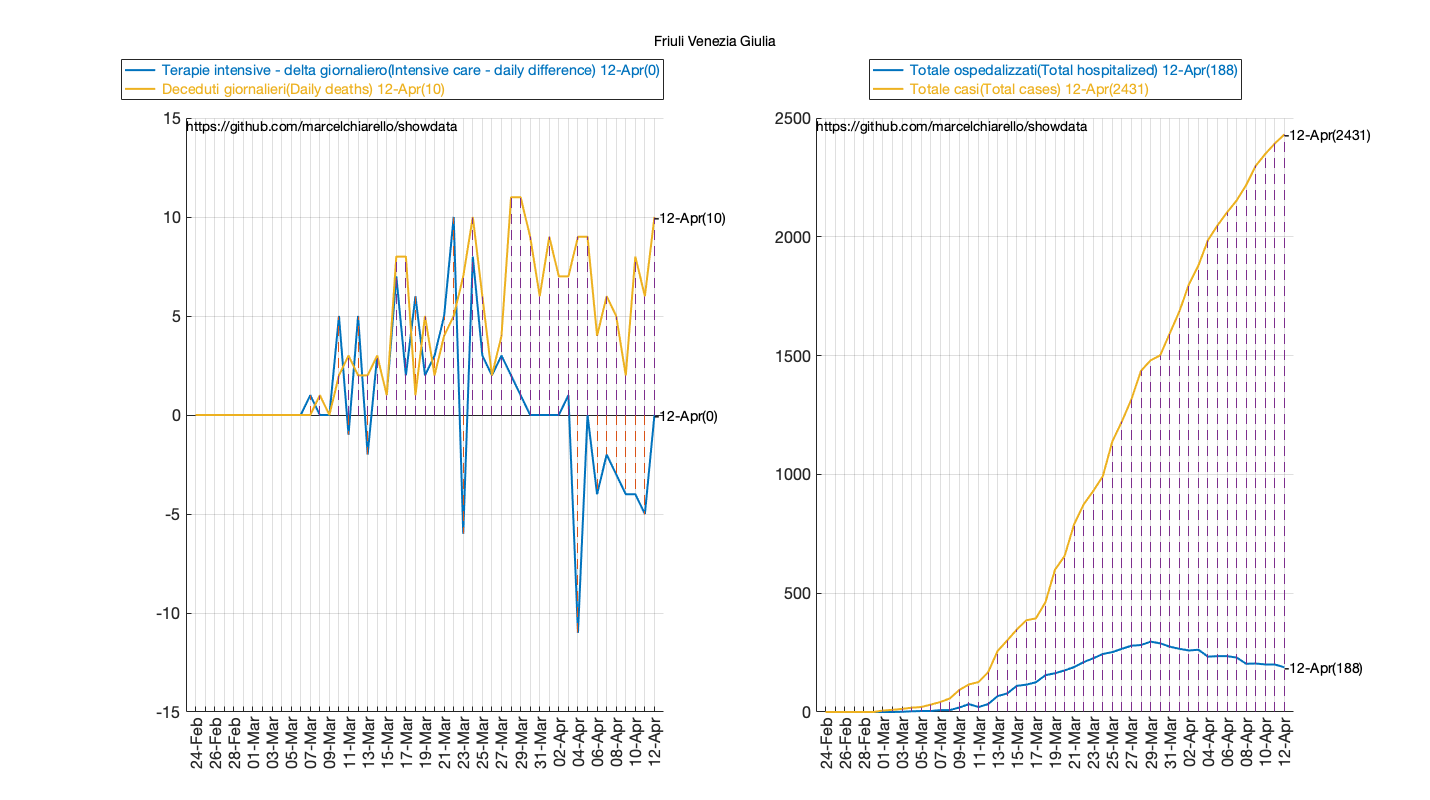 Friuli Venezia Giulia
Terapie intensive - delta giornaliero(Intensive care - daily difference) 12-Apr(0)
Deceduti giornalieri(Daily deaths) 12-Apr(10)
https://github.com/marcelchiarello/showdata
15
10
5
0
-5
-10
-15
12-Apr(10)
12-Apr(0)
24-Feb
26-Feb
28-Feb
01-Mar
03-Mar
05-Mar
07-Mar
09-Mar
11-Mar
13-Mar
15-Mar
17-Mar
19-Mar
21-Mar
23-Mar
25-Mar
27-Mar
29-Mar
31-Mar
02-Apr
04-Apr
06-Apr
08-Apr
10-Apr
12-Apr
Totale ospedalizzati(Total hospitalized) 12-Apr(188)
Totale casi(Total cases) 12-Apr(2431)
https://github.com/marcelchiarello/showdata
2500
2000
1500
1000
500
0
12-Apr(2431)
12-Apr(188)
24-Feb
26-Feb
28-Feb
01-Mar
03-Mar
05-Mar
07-Mar
09-Mar
11-Mar
13-Mar
15-Mar
17-Mar
19-Mar
21-Mar
23-Mar
25-Mar
27-Mar
29-Mar
31-Mar
02-Apr
04-Apr
06-Apr
08-Apr
10-Apr
12-Apr